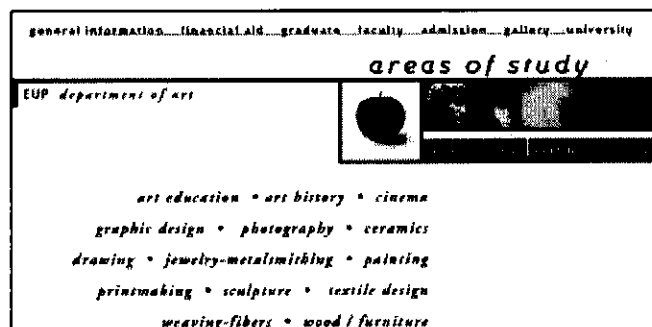 general information financial aid graduate faculty admission gallery university
areas of study
EUP department of art
art education • art history • cinema
graphic design • photography • ceramics
drawing • jewelry-metalsmithing • painting
printmaking • sculpture • textile design
weaving-fibers • wood / furniture